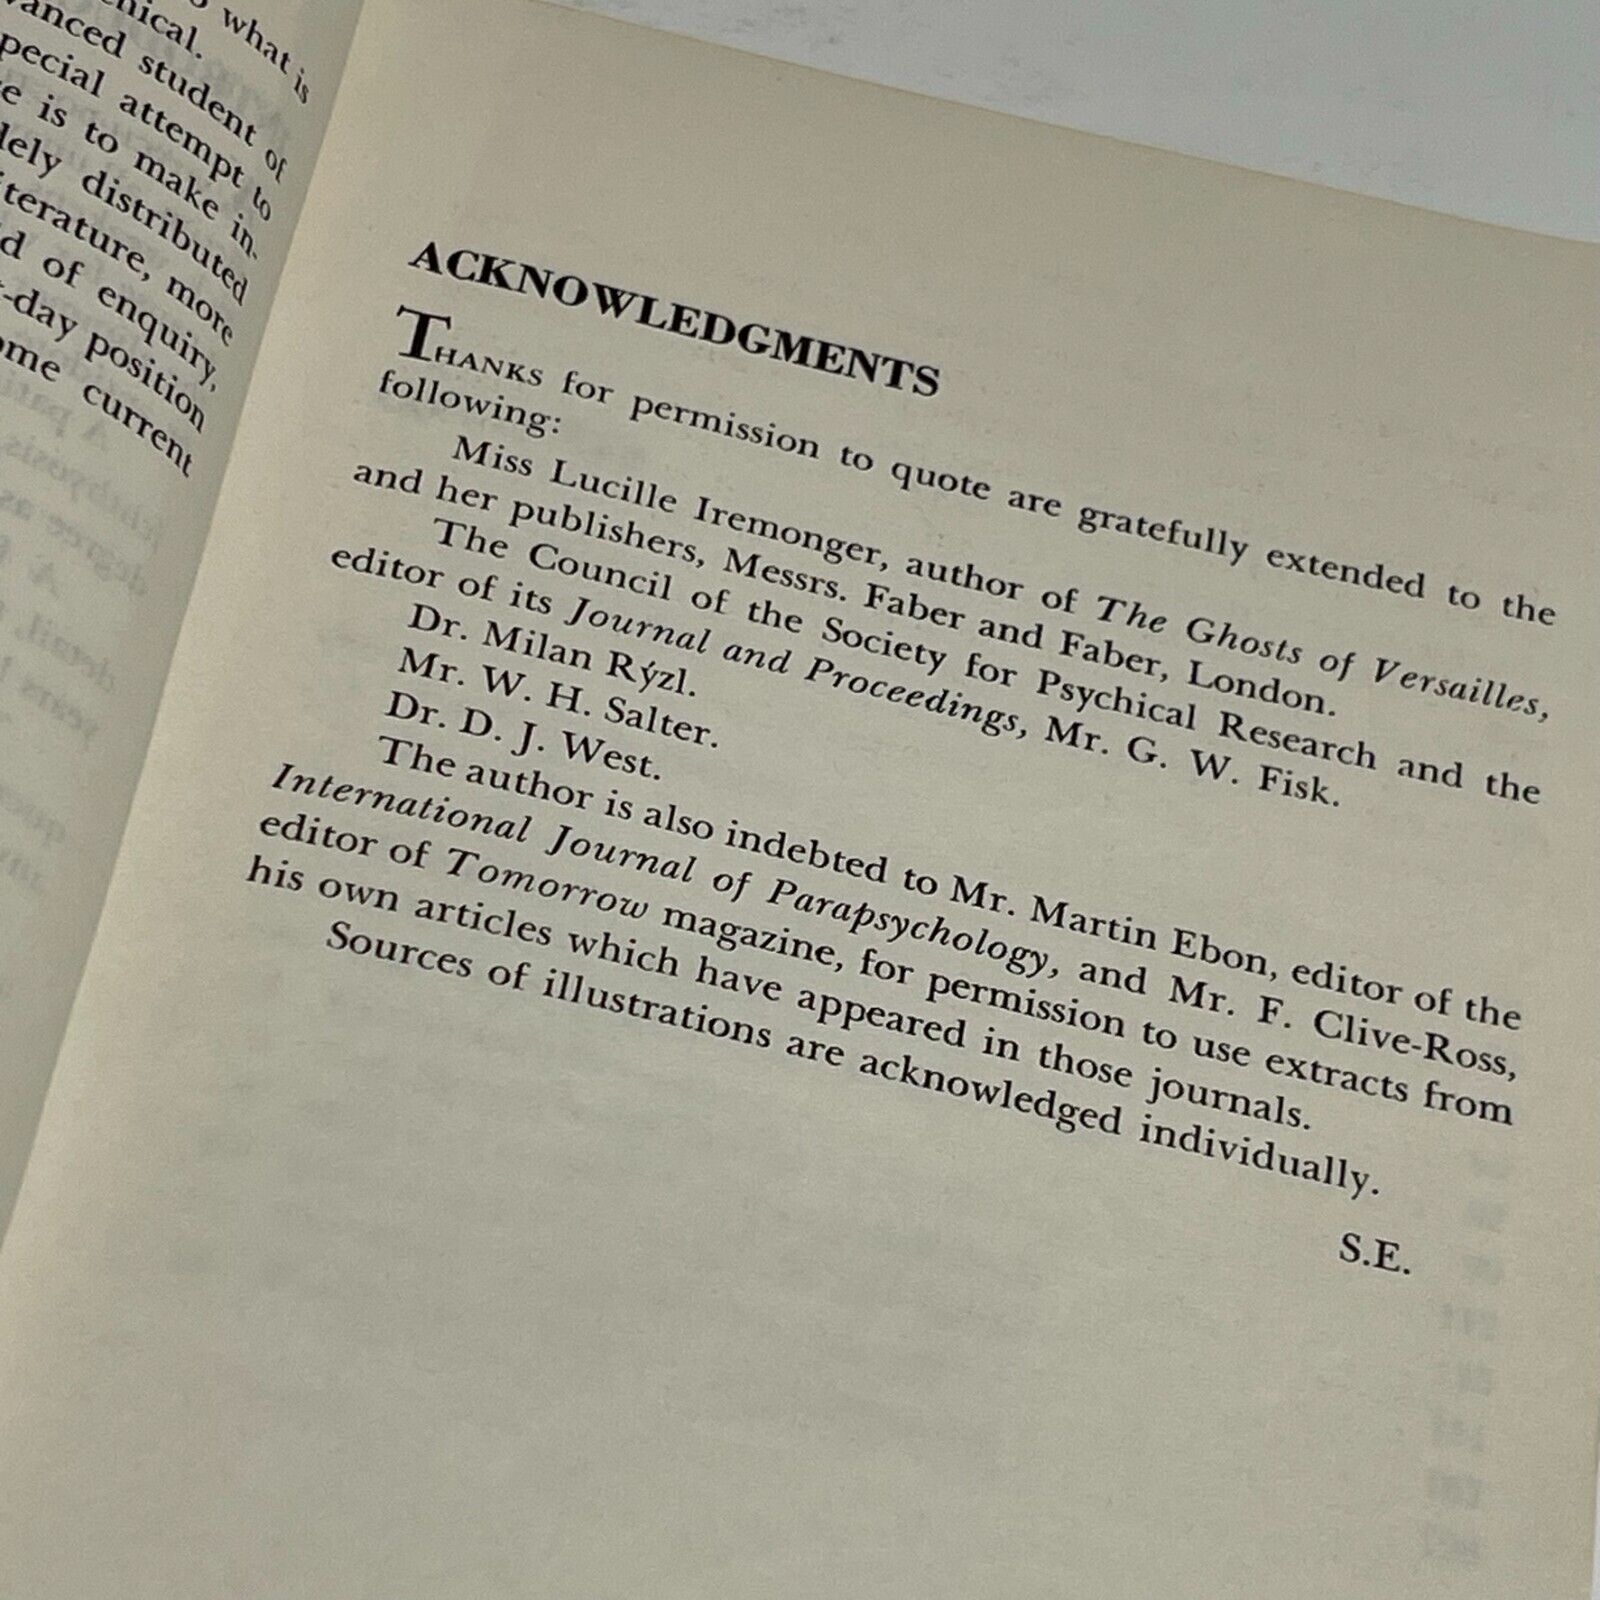 what is
nical.
vanced student of
special attempt to
e is to make in-
distributed
iterature, more
d of enquiry,
-day position
ome current
ACKNOWLEDGMENTS
THANKS for permission to quote are gratefully extended to the
following:
Miss Lucille Iremonger, author of The Ghosts of Versailles,
and her publishers, Messrs. Faber and Faber, London.
The Council of the Society for Psychical Research and the
editor of its Journal and Proceedings, Mr. G. W. Fisk.
Dr. Milan Rýzl.
Mr. W. H. Salter.
Dr. D. J. West.
The author is also indebted to Mr. Martin Ebon, editor of the
International Journal of Parapsychology, and Mr. F. Clive-Ross,
editor of Tomorrow magazine, for permission to use extracts from
his own articles which have appeared in those journals.
Sources of illustrations are acknowledged individually.
S.E.